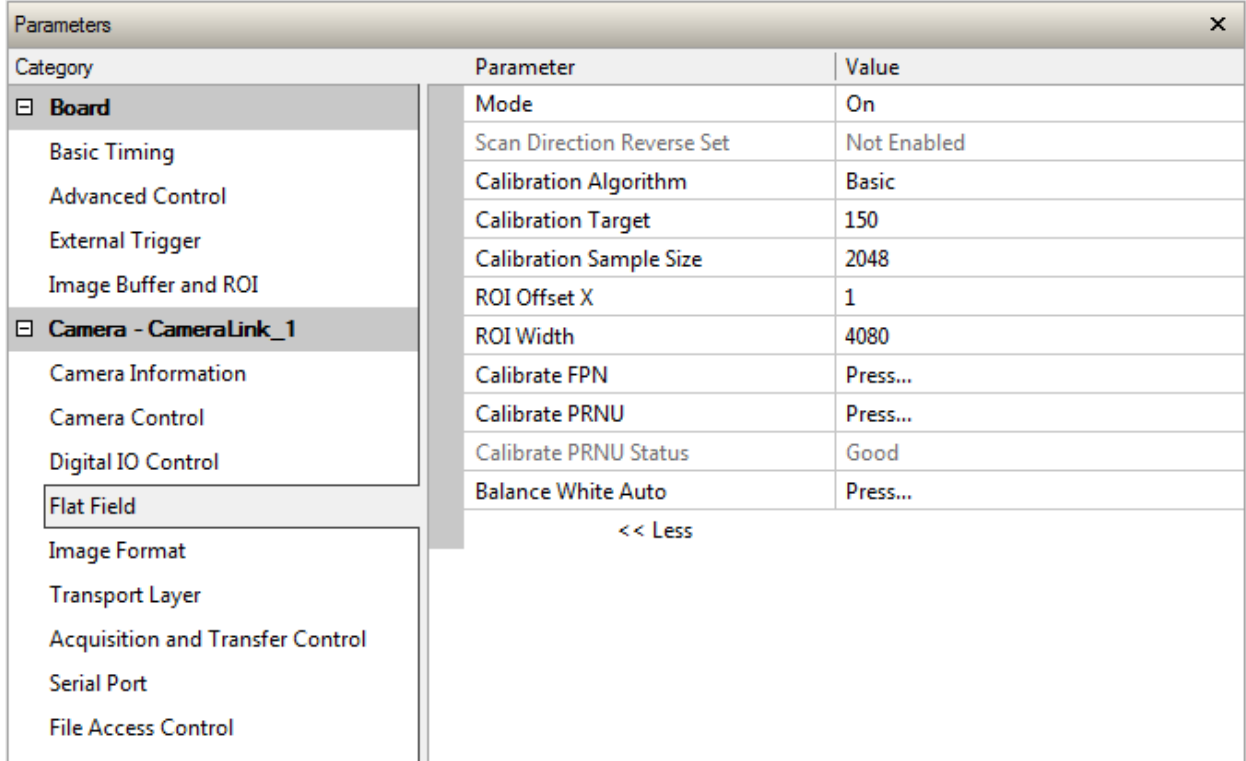 Parameters
Category
Parameter Value
Board
Basic Timing
Advanced Control
External Trigger
Image Buffer and ROI
Camera - CameraLink_1
Camera Information
Camera Control
Digital IO Control
Flat Field
Image Format
Transport Layer
Acquisition and Transfer Control
Serial Port
File Access Control
Mode On
Scan Direction Reverse Set Not Enabled
Calibration Algorithm Basic
Calibration Target 150
Calibration Sample Size 2048
ROI Offset X 1
ROI Width 4080
Calibrate FPN Press...
Calibrate PRNU Press...
Calibrate PRNU Status Good
Balance White Auto Press...
<< Less